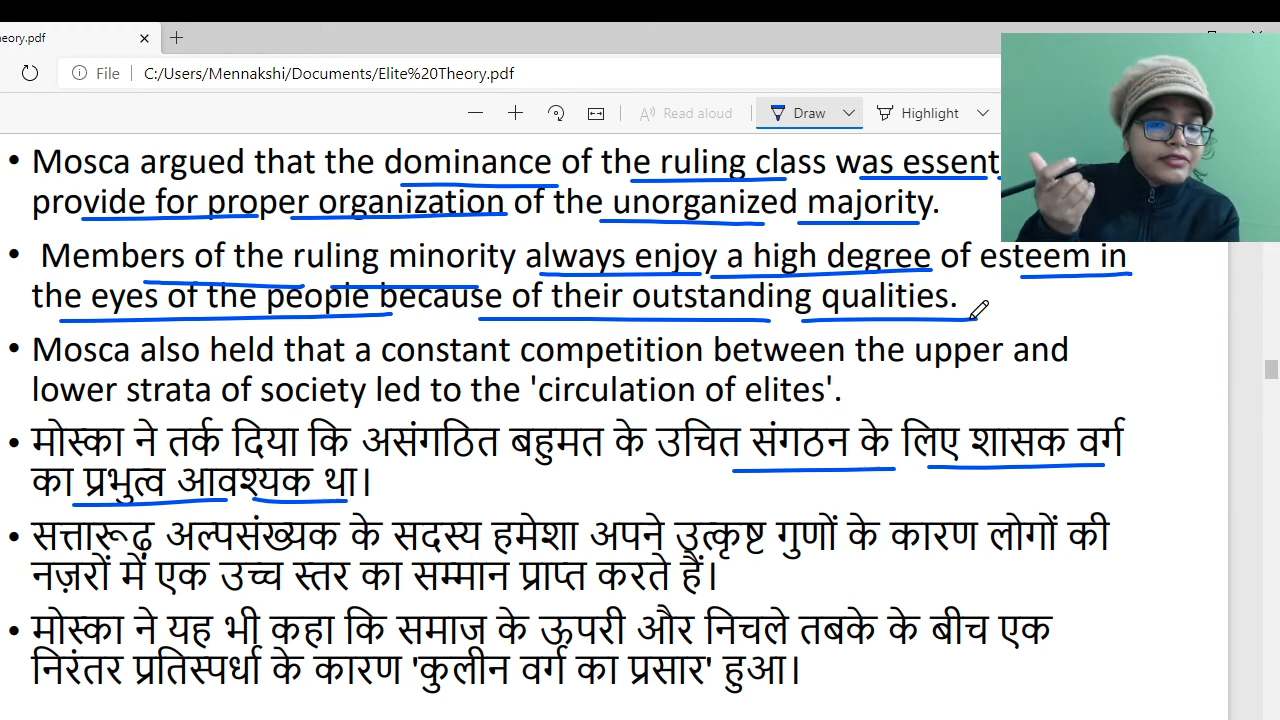 eory.pdf
File C:/Users/Mennakshi/Documents/Elite%20Theory.pdf
Read aloud Draw Highlight
• Mosca argued that the dominance of the ruling class was essent
provide for proper organization of the unorganized majority.
• Members of the ruling minority always enjoy a high degree of esteem in
the eyes of the people because of their outstanding qualities.
• Mosca also held that a constant competition between the upper and
lower strata of society led to the 'circulation of elites'.
• मोस्का ने तर्क दिया कि असंगठित बहुमत के उचित संगठन के लिए शासक वर्ग
का प्रभुत्व आवश्यक था।
• सत्तारूढ़ अल्पसंख्यक के सदस्य हमेशा अपने उत्कृष्ट गुणों के कारण लोगों की
नज़रों में एक उच्च स्तर का सम्मान प्राप्त करते हैं।
• मोस्का ने यह भी कहा कि समाज के ऊपरी और निचले तबके के बीच एक
निरंतर प्रतिस्पर्धा के कारण 'कुलीन वर्ग का प्रसार' हुआ।